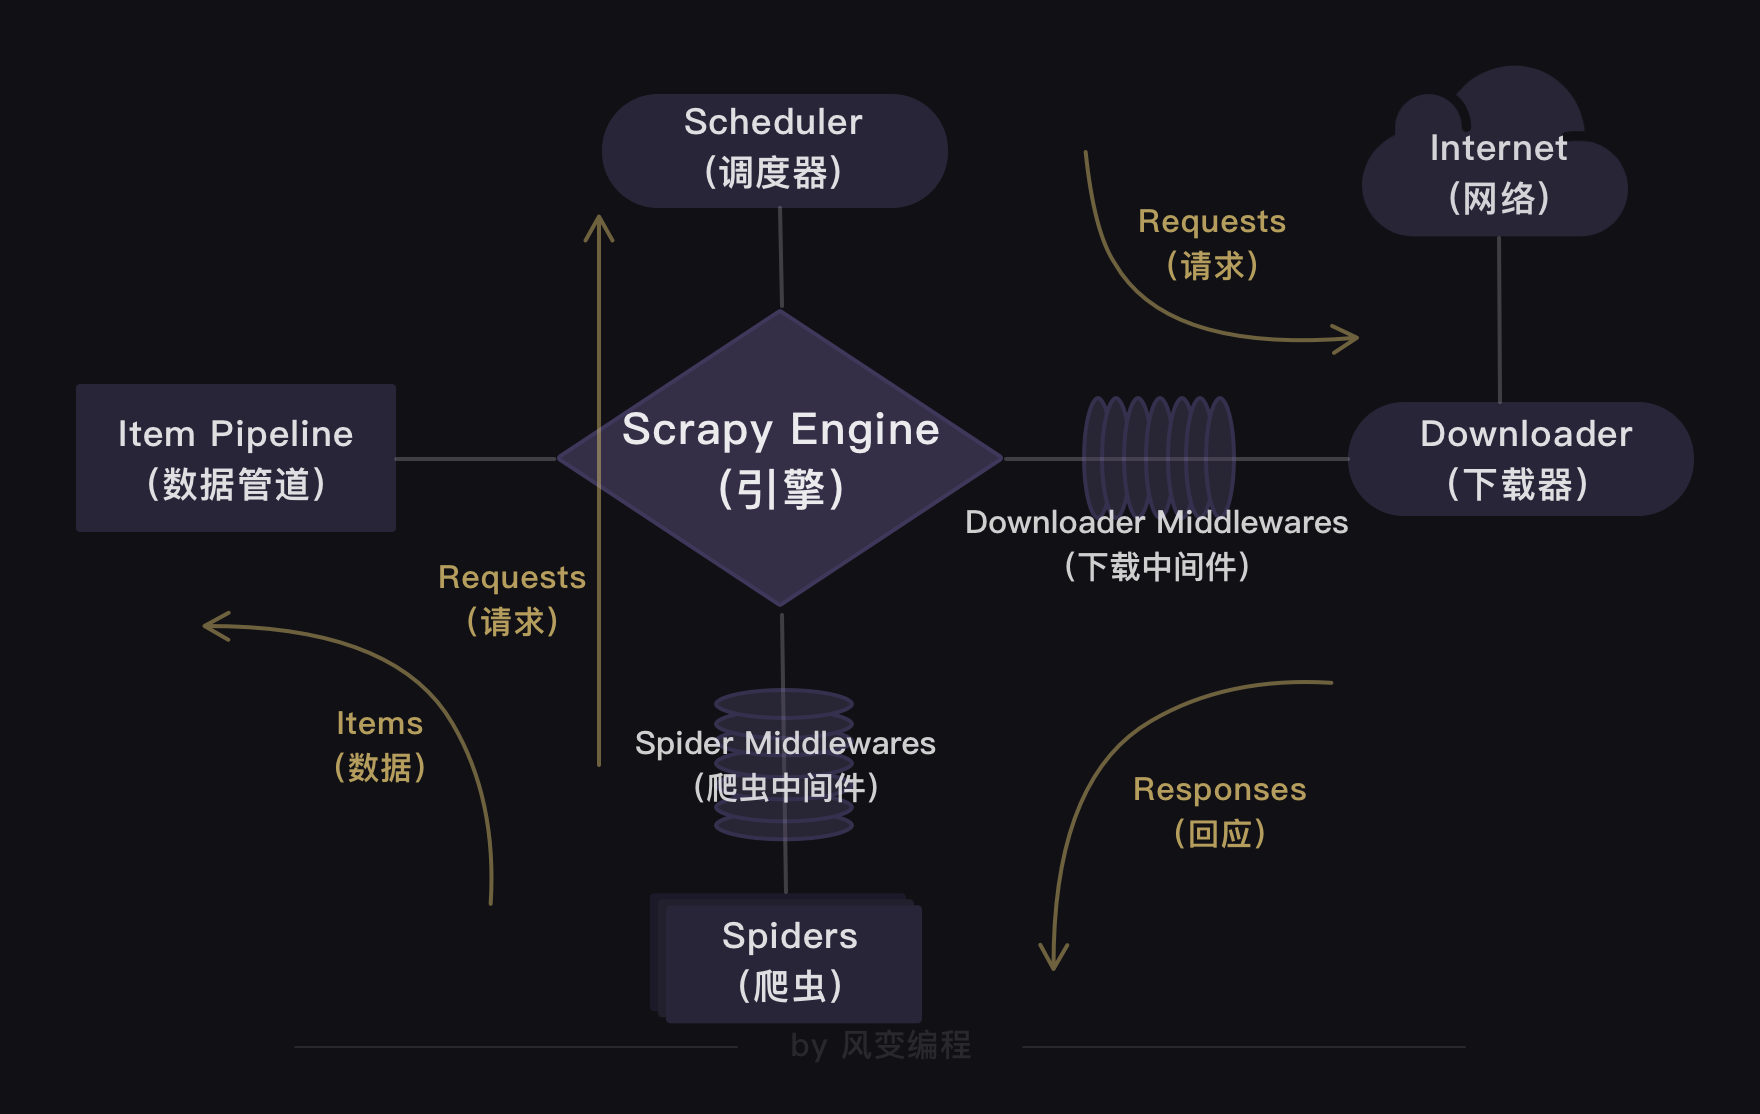 Scheduler
(调度器)
Internet
(网络)
Requests
(请求)
Item Pipeline
(数据管道)
Scrapy Engine
(引擎)
Downloader
(下载器)
Downloader Middlewares
(下载中间件)
Requests
(请求)
Items
(数据)
Spider Middlewares
(爬虫中间件)
Responses
(回应)
Spiders
(爬虫)
by 风变编程